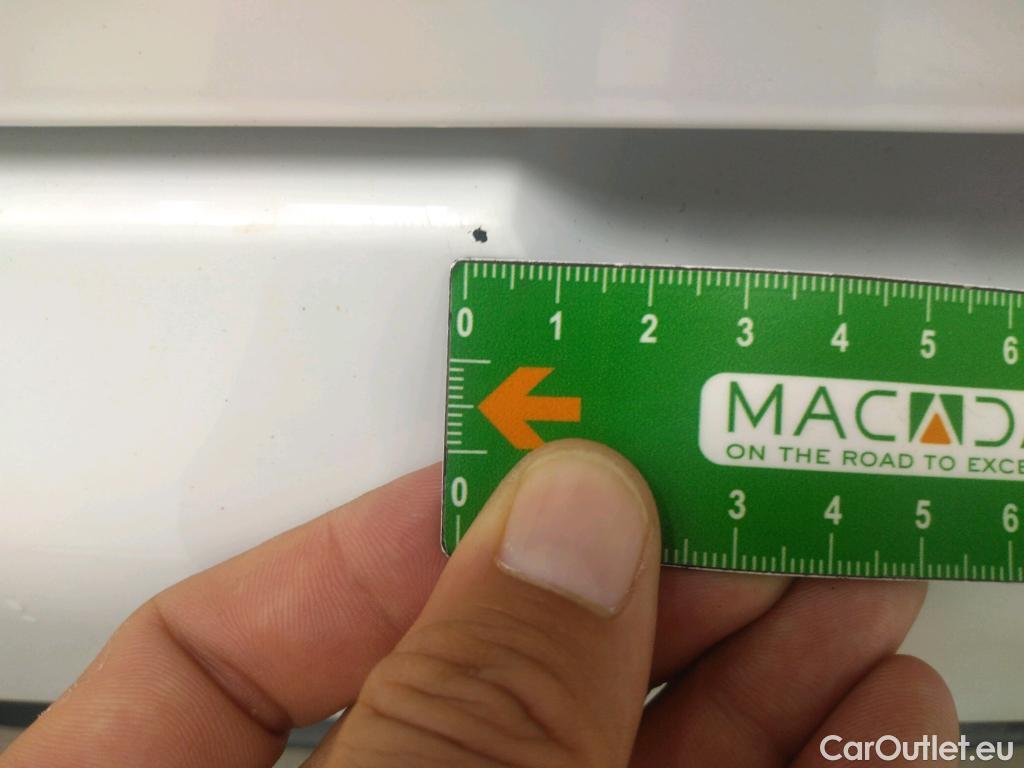 0 1 2 3 4 5 6
MACADA
ON THE ROAD TO EXCE
0 3 4 5 6
CarOutlet.eu